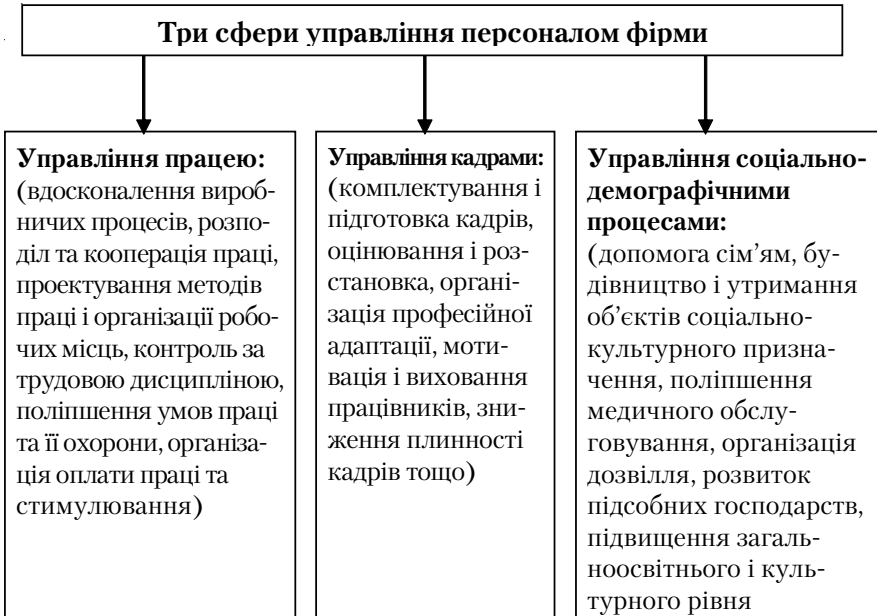 Три сфери управління персоналом фірми
Управління працею:
(вдосконалення вироб-
ничих процесів, розпо-
діл та кооперація праці,
проектування методів
праці і організації робо-
чих місць, контроль за
трудовою дисципліною,
поліпшення умов праці
та її охорони, організа-
ція оплати праці та
стимулювання)
Управління кадрами:
(комплектування і
підготовка кадрів,
оцінювання і роз-
становка, органі-
зація професійної
адаптації, моти-
вація і виховання
працівників, зни-
ження плинності
кадрів тощо)
Управління соціально-
демографічними
процесами:
(допомога сім’ям, бу-
дівництво і утримання
об’єктів соціально-
культурного призна-
чення, поліпшення
медичного обслу-
говування, організація
дозвілля, розвиток
підсобних господарств,
підвищення загаль-
ноосвітнього і куль-
турного рівня